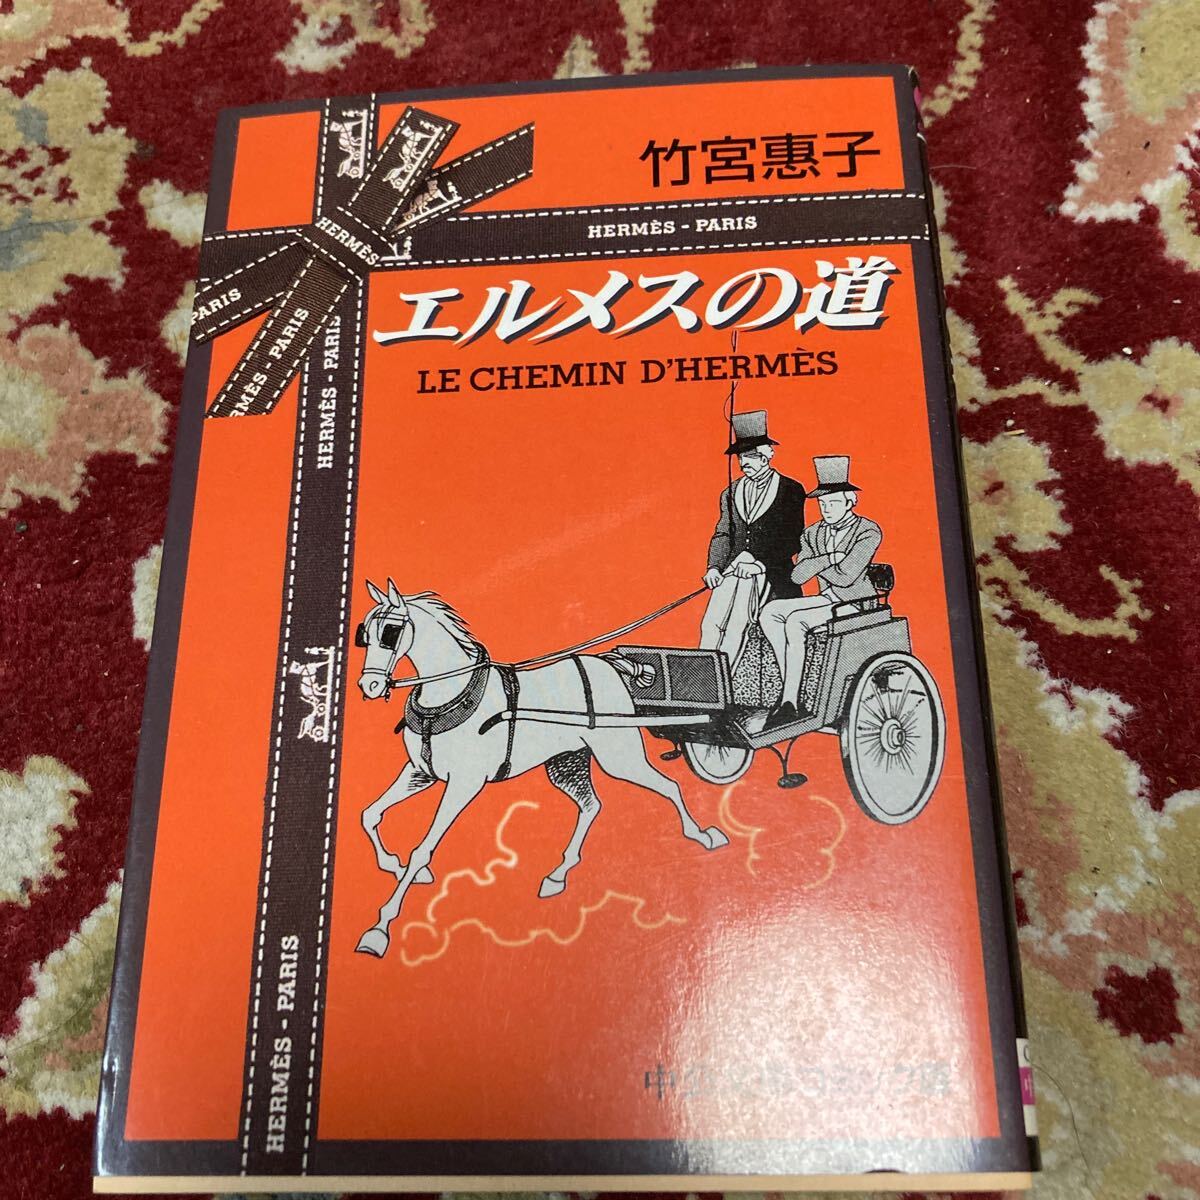 竹宮惠子
HERMÈS - PARIS
HERMÈS
PARIS
RMÈS - PARIS
HERMÈS - PARIS
エルメスの道
LE CHEMIN D'HERMÈS
HERMÈS - PARIS